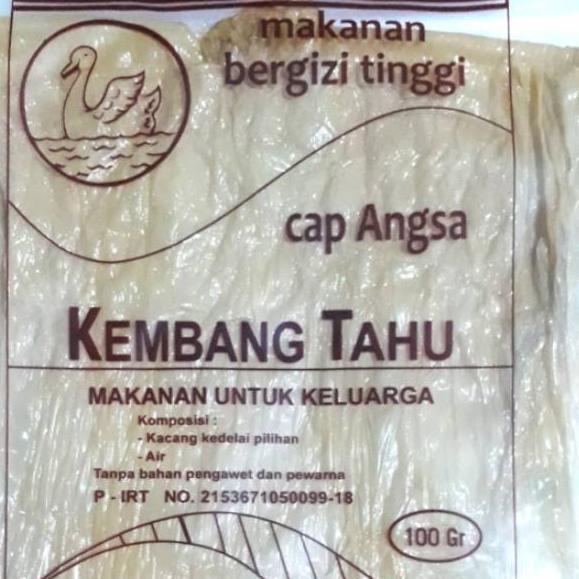 makanan
bergizi tinggi
cap Angsa
KEMBANG TAHU
MAKANAN UNTUK KELUARGA
Komposisi :
- Kacang kedelai pilihan
- Air
Tanpa bahan pengawet dan pewarna
P - IRT NO. 2153671050099-18
100 Gr